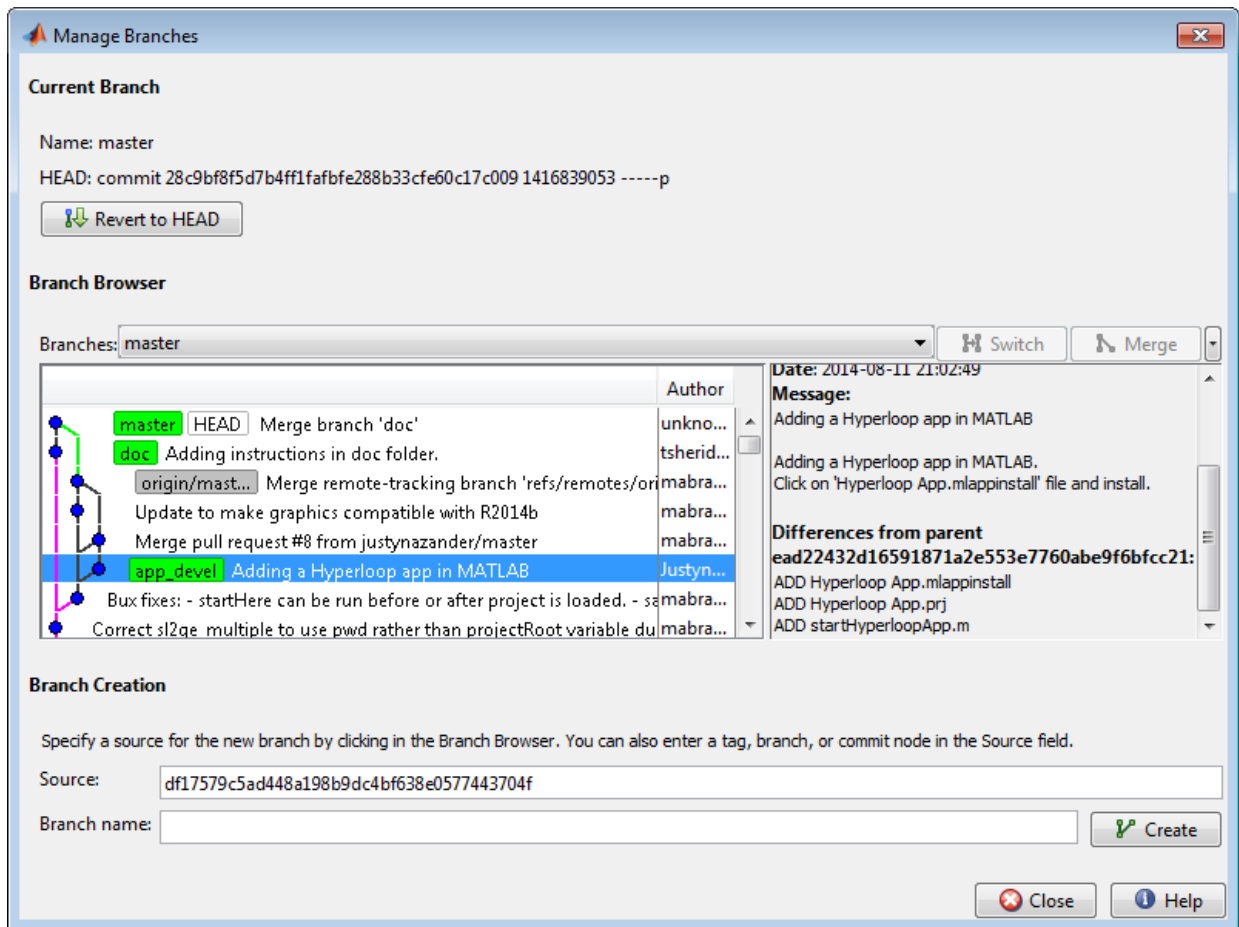 Manage Branches
Current Branch
Name: master
HEAD: commit 28c9bf8f5d7b4ff1fafbfe288b33cfe60c17c009 1416839053 -----p
Revert to HEAD
Branch Browser
Branches: master Switch Merge
Author
master HEAD Merge branch 'doc' unkno...
doc Adding instructions in doc folder. tsherid...
origin/mast... Merge remote-tracking branch 'refs/remotes/ori mabra...
Update to make graphics compatible with R2014b mabra...
Merge pull request #8 from justynazander/master mabra...
app_devel Adding a Hyperloop app in MATLAB Justyn...
Bux fixes: - startHere can be run before or after project is loaded. - sa mabra...
Correct sl2ge_multiple to use pwd rather than projectRoot variable du mabra...
Date: 2014-08-11 21:02:49
Message:
Adding a Hyperloop app in MATLAB
Adding a Hyperloop app in MATLAB.
Click on 'Hyperloop App.mlappinstall' file and install.
Differences from parent
ead22432d16591871a2e553e7760abe9f6bfcc21:
ADD Hyperloop App.mlappinstall
ADD Hyperloop App.prj
ADD startHyperloopApp.m
Branch Creation
Specify a source for the new branch by clicking in the Branch Browser. You can also enter a tag, branch, or commit node in the Source field.
Source: df17579c5ad448a198b9dc4bf638e0577443704f
Branch name: Create
Close Help